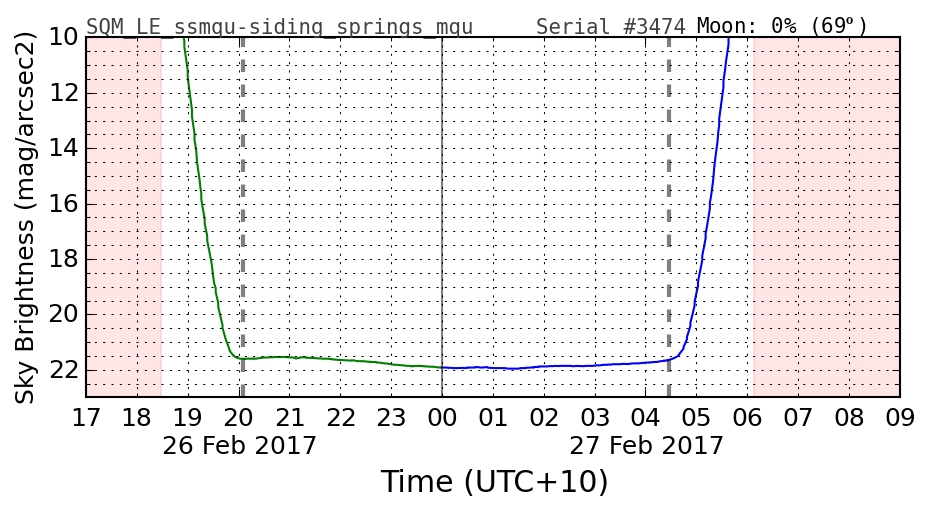 SQM_LE_ssmqu-siding_springs_mqu Serial #3474 Moon: 0% (69º)
Sky Brightness (mag/arcsec2)
10
12
14
16
18
20
22
17 18 19 20 21 22 23 00 01 02 03 04 05 06 07 08 09
26 Feb 2017 27 Feb 2017
Time (UTC+10)